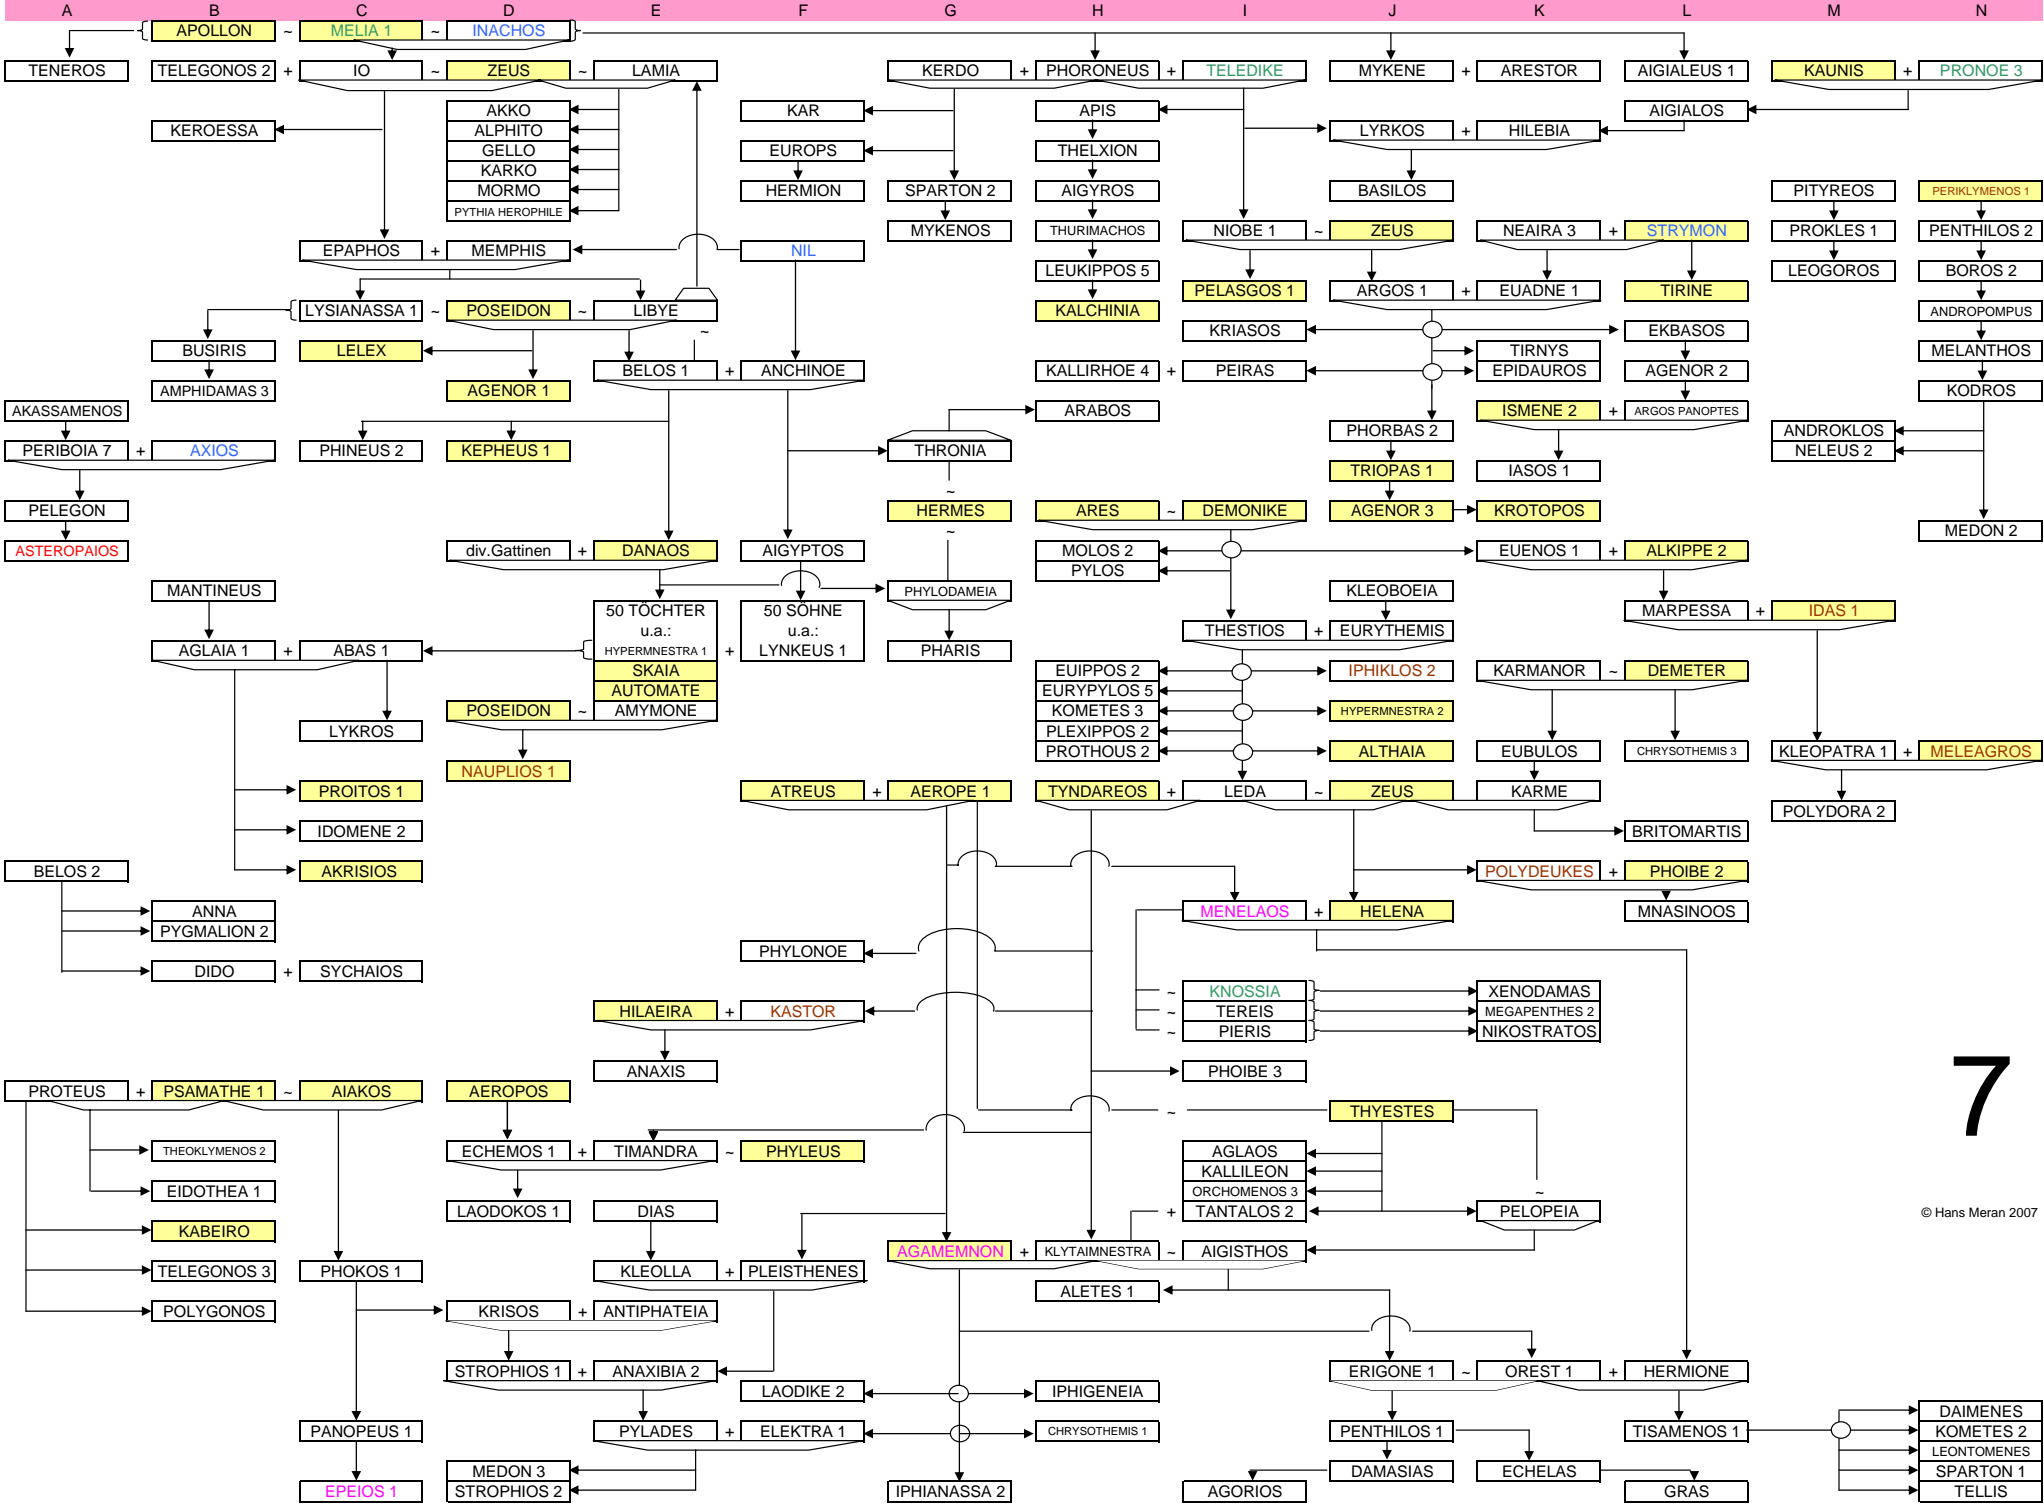 A B C D E F G H I J K L M N
APOLLON ~ MELIA 1 ~ INACHOS
TENEROS TELEGONOS 2 + IO ~ ZEUS ~ LAMIA KERDO + PHORONEUS + TELEDIKE MYKENE + ARESTOR AIGIALEUS 1 KAUNIS + PRONOE 3
AKKO KAR APIS AIGIALOS
KEROESSA ALPHITO LYRKOS + HILEBIA
GELLO EUROPS THELXION
KARKO
MORMO HERMION SPARTON 2 AIGYROS BASILOS PITYREOS PERIKLYMENOS 1
PYTHIA HEROPHILE
MYKENOS THURIMACHOS NIOBE 1 ~ ZEUS NEAIRA 3 + STRYMON PROKLES 1 PENTHILOS 2
EPAPHOS + MEMPHIS NIL
LEUKIPPOS 5 LEOGOROS BOROS 2
PELASGOS 1 ARGOS 1 + EUADNE 1 TIRINE
LYSIANASSA 1 ~ POSEIDON ~ LIBYE KALCHINIA ANDROPOMPUS
~ KRIASOS EKBASOS
BUSIRIS LELEX TIRNYS MELANTHOS
BELOS 1 + ANCHINOE KALLIRHOE 4 + PEIRAS EPIDAUROS AGENOR 2
AMPHIDAMAS 3 AGENOR 1 KODROS
AKASSAMENOS ARABOS ISMENE 2 + ARGOS PANOPTES
PHORBAS 2 ANDROKLOS
PERIBOIA 7 + AXIOS PHINEUS 2 KEPHEUS 1 THRONIA NELEUS 2
TRIOPAS 1 IASOS 1
~
PELEGON HERMES ARES ~ DEMONIKE AGENOR 3 KROTOPOS
~ MEDON 2
ASTEROPAIOS div.Gattinen + DANAOS AIGYPTOS MOLOS 2 EUENOS 1 + ALKIPPE 2
PYLOS
MANTINEUS PHYLODAMEIA KLEOBOEIA
50 TÖCHTER 50 SÖHNE MARPESSA + IDAS 1
u.a.: u.a.: THESTIOS + EURYTHEMIS
AGLAIA 1 + ABAS 1 HYPERMNESTRA 1 + LYNKEUS 1 PHARIS
SKAIA EUIPPOS 2 IPHIKLOS 2 KARMANOR ~ DEMETER
AUTOMATE EURYPYLOS 5
POSEIDON ~ AMYMONE KOMETES 3 HYPERMNESTRA 2
LYKROS PLEXIPPOS 2
PROTHOUS 2 ALTHAIA EUBULOS CHRYSOTHEMIS 3 KLEOPATRA 1 + MELEAGROS
NAUPLIOS 1
PROITOS 1 ATREUS + AEROPE 1 TYNDAREOS + LEDA ~ ZEUS KARME
POLYDORA 2
IDOMENE 2 BRITOMARTIS
BELOS 2 AKRISIOS POLYDEUKES + PHOIBE 2
ANNA MENELAOS + HELENA MNASINOOS
PYGMALION 2
PHYLONOE
DIDO + SYCHAIOS
~ KNOSSIA XENODAMAS
HILAEIRA + KASTOR ~ TEREIS MEGAPENTHES 2
~ PIERIS NIKOSTRATOS
ANAXIS PHOIBE 3
PROTEUS + PSAMATHE 1 ~ AIAKOS AEROPOS 7
~ THYESTES
THEOKLYMENOS 2 ECHEMOS 1 + TIMANDRA ~ PHYLEUS AGLAOS
KALLILEON
EIDOTHEA 1 ORCHOMENOS 3 ~
LAODOKOS 1 DIAS + TANTALOS 2 PELOPEIA © Hans Meran 2007
KABEIRO
AGAMEMNON + KLYTAIMNESTRA ~ AIGISTHOS
TELEGONOS 3 PHOKOS 1 KLEOLLA + PLEISTHENES
ALETES 1
POLYGONOS KRISOS + ANTIPHATEIA
STROPHIOS 1 + ANAXIBIA 2 ERIGONE 1 ~ OREST 1 + HERMIONE
LAODIKE 2 IPHIGENEIA
DAIMENES
PANOPEUS 1 PYLADES + ELEKTRA 1 CHRYSOTHEMIS 1 PENTHILOS 1 TISAMENOS 1 KOMETES 2
LEONTOMENES
MEDON 3 DAMASIAS ECHELAS SPARTON 1
EPEIOS 1 STROPHIOS 2 IPHIANASSA 2 AGORIOS GRAS TELLIS